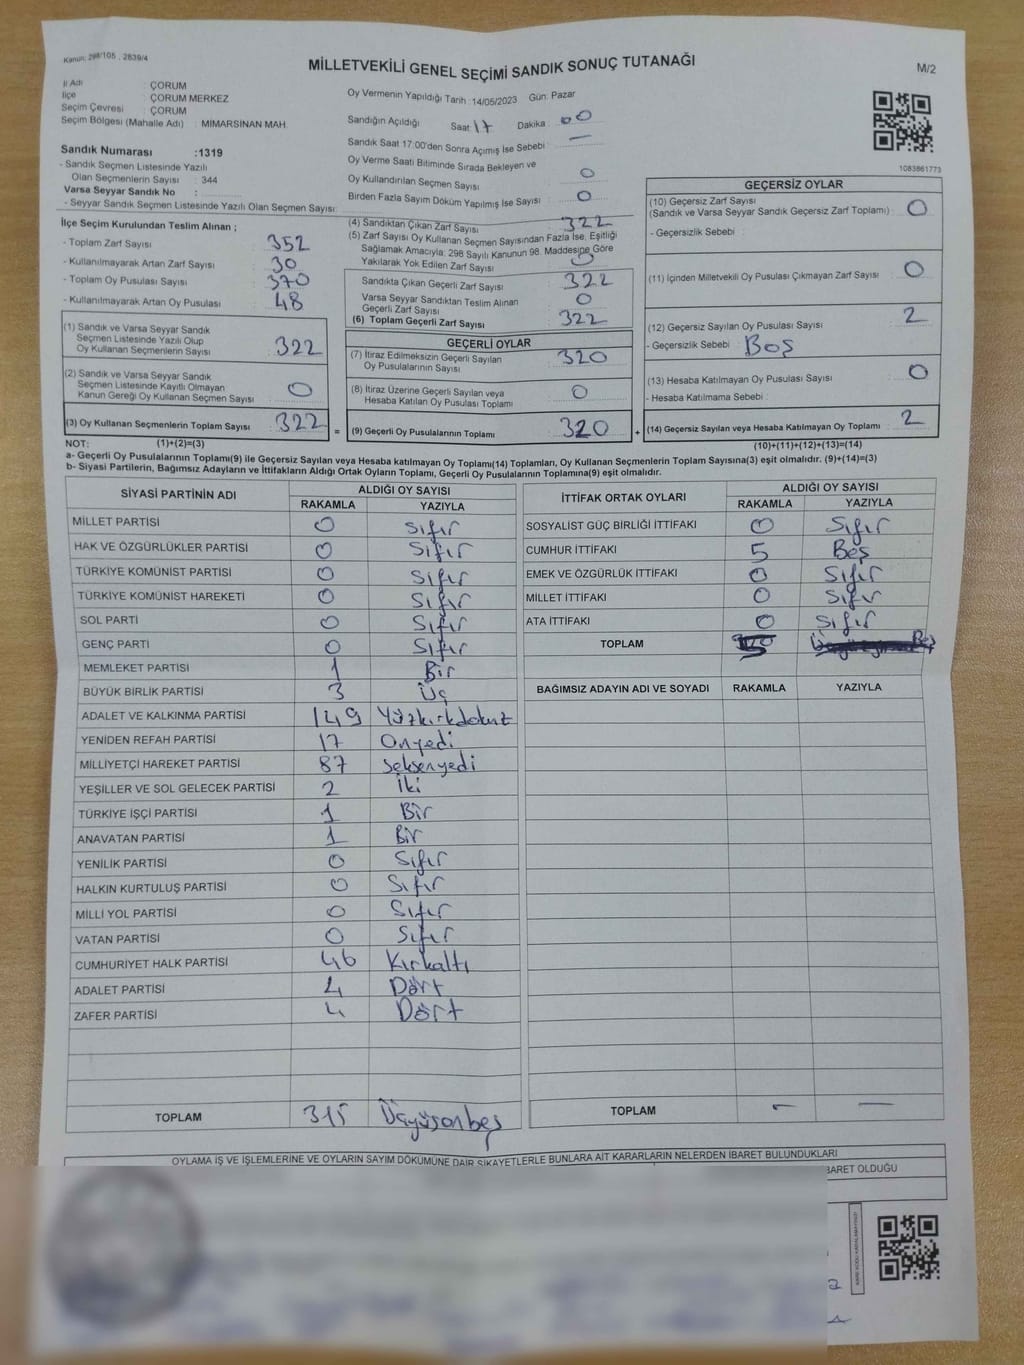 Kanun: 298/105 , 2839/4
MİLLETVEKİLİ GENEL SEÇİMİ SANDIK SONUÇ TUTANAĞI
M/2
İl Adı : ÇORUM
İlçe : ÇORUM MERKEZ
Seçim Çevresi : ÇORUM
Seçim Bölgesi (Mahalle Adı) : MİMARSİNAN MAH.
Sandık Numarası :1319
- Sandık Seçmen Listesinde Yazılı
Olan Seçmenlerin Sayısı : 344
Varsa Seyyar Sandık No :
- Seyyar Sandık Seçmen Listesinde Yazılı Olan Seçmen Sayısı:
Oy Vermenin Yapıldığı Tarih :14/05/2023 Gün: Pazar
Sandığın Açıldığı Saat 17 Dakika : 00
Sandık Saat 17:00'den Sonra Açımış İse Sebebi : —
Oy Verme Saati Bitiminde Sırada Bekleyen ve
Oy Kullandırılan Seçmen Sayısı : 0
Birden Fazla Sayım Döküm Yapılmış İse Sayısı : 0
1083861773
İlçe Seçim Kurulundan Teslim Alınan ;
- Toplam Zarf Sayısı : 352
- Kullanılmayarak Artan Zarf Sayısı : 30
- Toplam Oy Pusulası Sayısı : 370
- Kullanılmayarak Artan Oy Pusulası : 48
(1) Sandık ve Varsa Seyyar Sandık
Seçmen Listesinde Yazılı Olup
Oy Kullanan Seçmenlerin Sayısı : 322
(2) Sandık ve Varsa Seyyar Sandık
Seçmen Listesinde Kayıtlı Olmayan
Kanun Gereği Oy Kullanan Seçmen Sayısı : 0
(3) Oy Kullanan Seçmenlerin Toplam Sayısı : 322
(4) Sandıktan Çıkan Zarf Sayısı : 322
(5) Zarf Sayısı Oy Kullanan Seçmen Sayısından Fazla İse, Eşitliği
Sağlamak Amacıyla, 298 Sayılı Kanunun 98. Maddesine Göre
Yakılarak Yok Edilen Zarf Sayısı : 0
Sandıkta Çıkan Geçerli Zarf Sayısı : 322
Varsa Seyyar Sandıktan Teslim Alınan
Geçerli Zarf Sayısı : 0
(6) Toplam Geçerli Zarf Sayısı : 322
GEÇERLİ OYLAR
(7) İtiraz Edilmeksizin Geçerli Sayılan
Oy Pusulalarının Sayısı : 320
(8) İtiraz Üzerine Geçerli Sayılan veya
Hesaba Katılan Oy Pusulası Toplamı : 0
= (9) Geçerli Oy Pusulalarının Toplamı : 320
GEÇERSİZ OYLAR
(10) Geçersiz Zarf Sayısı : 0
(Sandık ve Varsa Seyyar Sandık Geçersiz Zarf Toplamı)
- Geçersizlik Sebebi :
(11) İçinden Milletvekili Oy Pusulası Çıkmayan Zarf Sayısı : 0
(12) Geçersiz Sayılan Oy Pusulası Sayısı : 2
- Geçersizlik Sebebi : Boş
(13) Hesaba Katılmayan Oy Pusulası Sayısı : 0
- Hesaba Katılmama Sebebi :
+ (14) Geçersiz Sayılan veya Hesaba Katılmayan Oy Toplamı : 2
NOT: (1)+(2)=(3)
(10)+(11)+(12)+(13)=(14)
a- Geçerli Oy Pusulalarının Toplamı(9) ile Geçersiz Sayılan veya Hesaba katılmayan Oy Toplamı(14) Toplamları, Oy Kullanan Seçmenlerin Toplam Sayısına(3) eşit olmalıdır. (9)+(14)=(3)
b- Siyasi Partilerin, Bağımsız Adayların ve İttifakların Aldığı Ortak Oyların Toplamı, Geçerli Oy Pusulalarının Toplamına(9) eşit olmalıdır.
SİYASİ PARTİNİN ADI ALDIĞI OY SAYISI
RAKAMLA YAZIYLA
MİLLET PARTİSİ 0 Sıfır
HAK VE ÖZGÜRLÜKLER PARTİSİ 0 Sıfır
TÜRKİYE KOMÜNİST PARTİSİ 0 Sıfır
TÜRKİYE KOMÜNİST HAREKETİ 0 Sıfır
SOL PARTİ 0 Sıfır
GENÇ PARTİ 0 Sıfır
MEMLEKET PARTİSİ 1 Bir
BÜYÜK BİRLİK PARTİSİ 3 Üç
ADALET VE KALKINMA PARTİSİ 149 Yüzkırkdokuz
YENİDEN REFAH PARTİSİ 17 Onyedi
MİLLİYETÇİ HAREKET PARTİSİ 87 Seksenyedi
YEŞİLLER VE SOL GELECEK PARTİSİ 2 İki
TÜRKİYE İŞÇİ PARTİSİ 1 Bir
ANAVATAN PARTİSİ 1 Bir
YENİLİK PARTİSİ 0 Sıfır
HALKIN KURTULUŞ PARTİSİ 0 Sıfır
MİLLİ YOL PARTİSİ 0 Sıfır
VATAN PARTİSİ 0 Sıfır
CUMHURİYET HALK PARTİSİ 46 Kırkaltı
ADALET PARTİSİ 4 Dört
ZAFER PARTİSİ 4 Dört
TOPLAM 315 Üçyüzonbeş
İTTİFAK ORTAK OYLARI ALDIĞI OY SAYISI
RAKAMLA YAZIYLA
SOSYALİST GÜÇ BİRLİĞİ İTTİFAKI 0 Sıfır
CUMHUR İTTİFAKI 5 Beş
EMEK VE ÖZGÜRLÜK İTTİFAKI 0 Sıfır
MİLLET İTTİFAKI 0 Sıfır
ATA İTTİFAKI 0 Sıfır
TOPLAM 5 Beş
BAĞIMSIZ ADAYIN ADI VE SOYADI RAKAMLA YAZIYLA
TOPLAM - —
OYLAMA İŞ VE İŞLEMLERİNE VE OYLARIN SAYIM DÖKÜMÜNE DAİR ŞİKAYETLERLE BUNLARA AİT KARARLARIN NELERDEN İBARET BULUNDUKLARI
BARET OLDUĞU